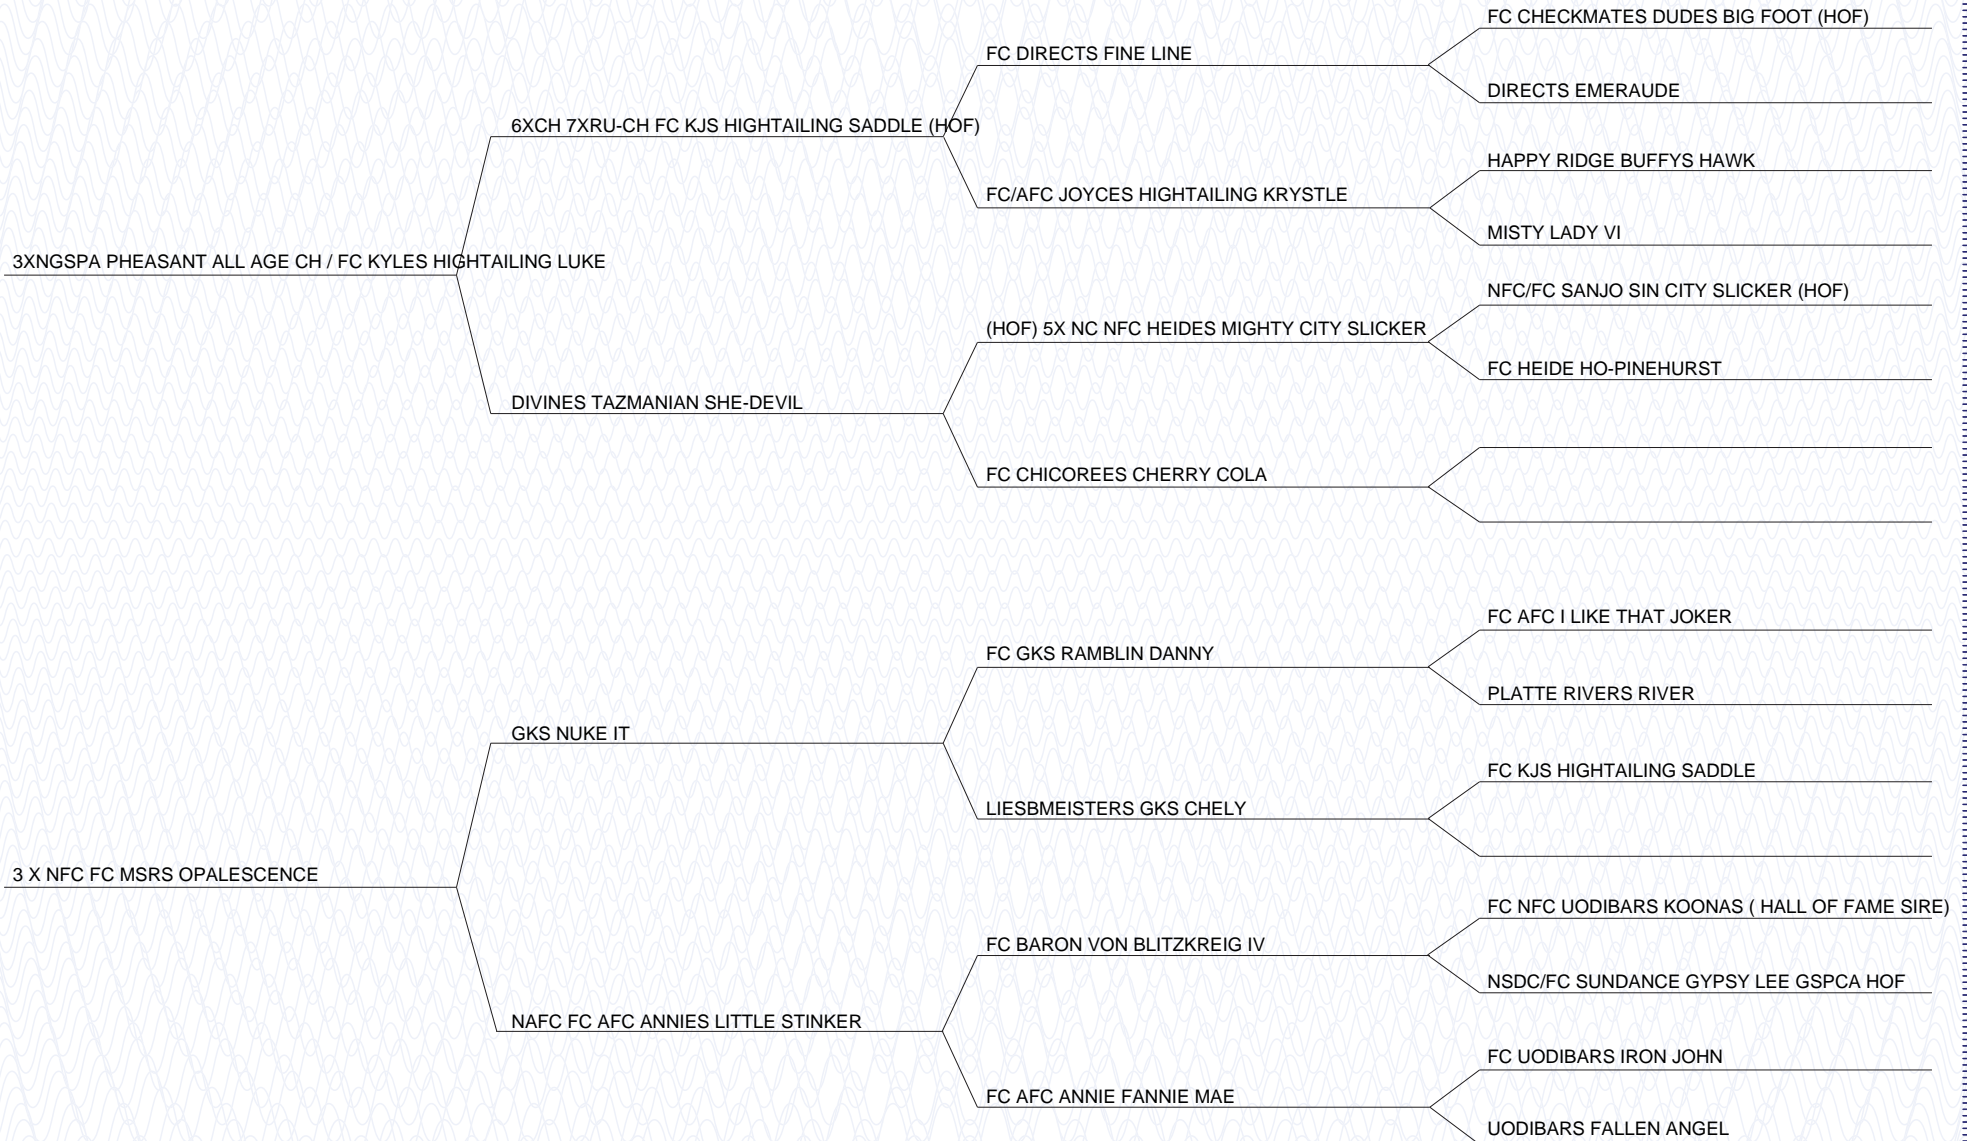 FC CHECKMATES DUDES BIG FOOT (HOF)
FC DIRECTS FINE LINE
DIRECTS EMERAUDE
6XCH 7XRU-CH FC KJS HIGHTAILING SADDLE (HOF)
HAPPY RIDGE BUFFYS HAWK
FC/AFC JOYCES HIGHTAILING KRYSTLE
MISTY LADY VI
3XNGSPA PHEASANT ALL AGE CH / FC KYLES HIGHTAILING LUKE
NFC/FC SANJO SIN CITY SLICKER (HOF)
(HOF) 5X NC NFC HEIDES MIGHTY CITY SLICKER
FC HEIDE HO-PINEHURST
DIVINES TAZMANIAN SHE-DEVIL
FC CHICOREES CHERRY COLA
FC AFC I LIKE THAT JOKER
FC GKS RAMBLIN DANNY
PLATTE RIVERS RIVER
GKS NUKE IT
FC KJS HIGHTAILING SADDLE
LIESBMEISTERS GKS CHELY
3 X NFC FC MSRS OPALESCENCE
FC NFC UODIBARS KOONAS ( HALL OF FAME SIRE)
FC BARON VON BLITZKREIG IV
NSDC/FC SUNDANCE GYPSY LEE GSPCA HOF
NAFC FC AFC ANNIES LITTLE STINKER
FC UODIBARS IRON JOHN
FC AFC ANNIE FANNIE MAE
UODIBARS FALLEN ANGEL